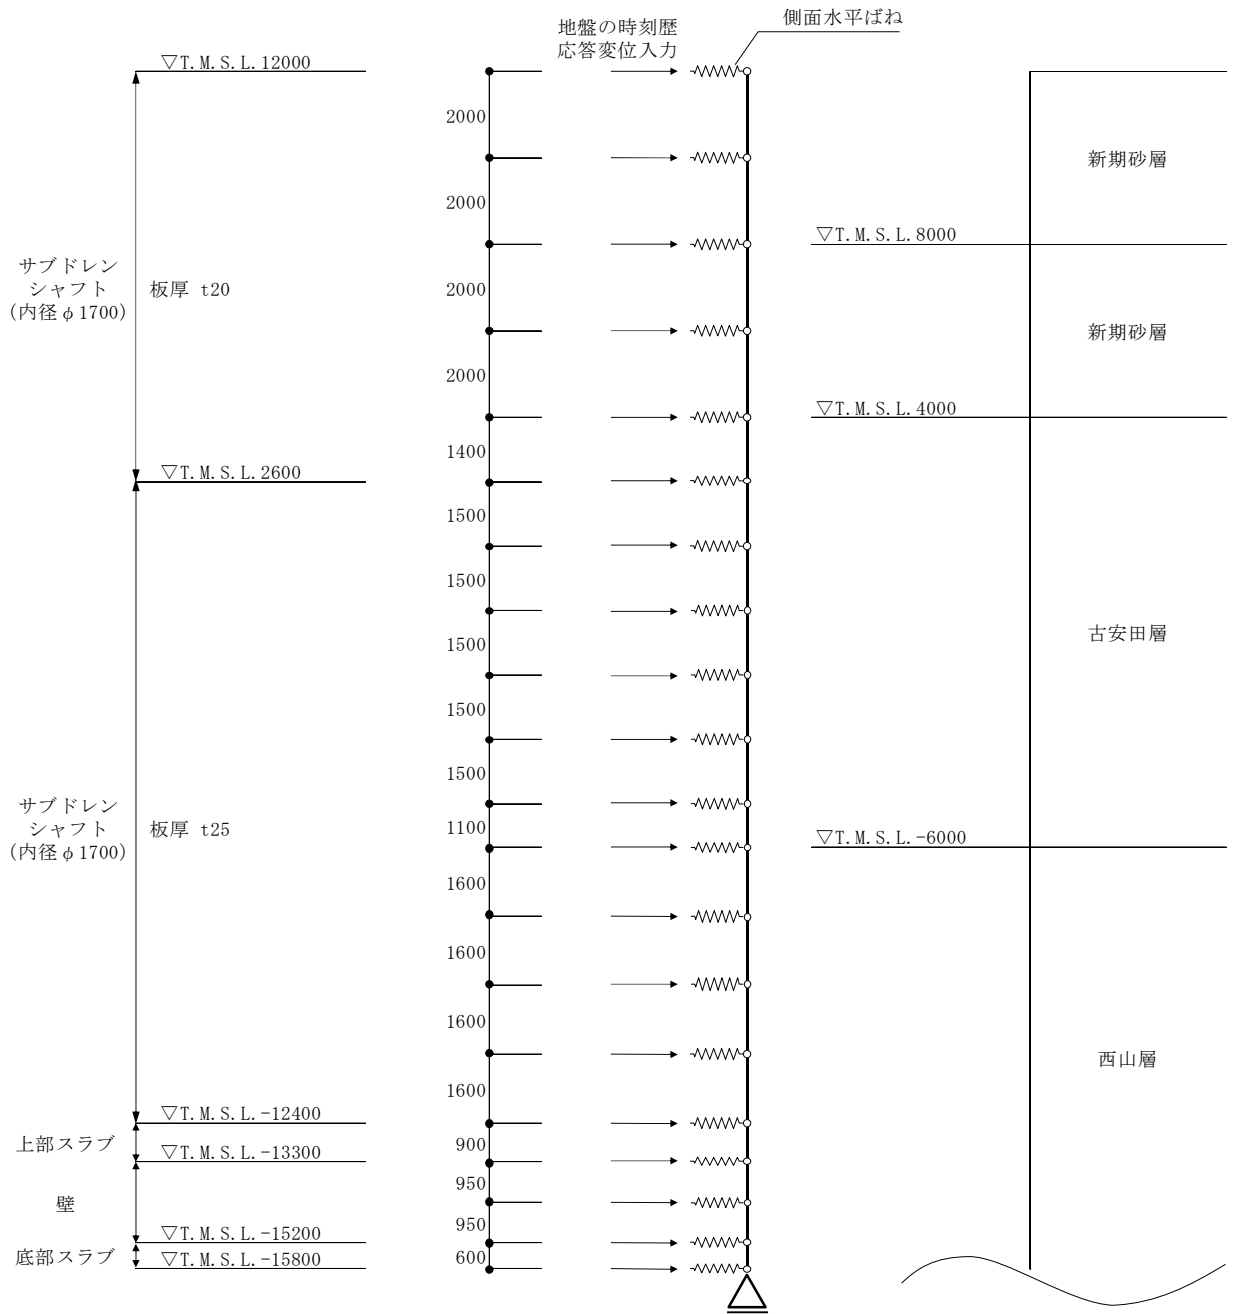 地盤の時刻歴
応答変位入力
側面水平ばね
▽T.M.S.L.12000
2000
新期砂層
2000
▽T.M.S.L.8000
サブドレン
シャフト
(内径φ1700)
板厚 t20
2000
新期砂層
2000
▽T.M.S.L.4000
1400
▽T.M.S.L.2600
1500
1500
古安田層
1500
1500
1500
サブドレン
シャフト
(内径φ1700)
板厚 t25
1100
▽T.M.S.L.-6000
1600
1600
1600
西山層
1600
▽T.M.S.L.-12400
上部スラブ
900
▽T.M.S.L.-13300
950
壁
950
▽T.M.S.L.-15200
底部スラブ
600
▽T.M.S.L.-15800